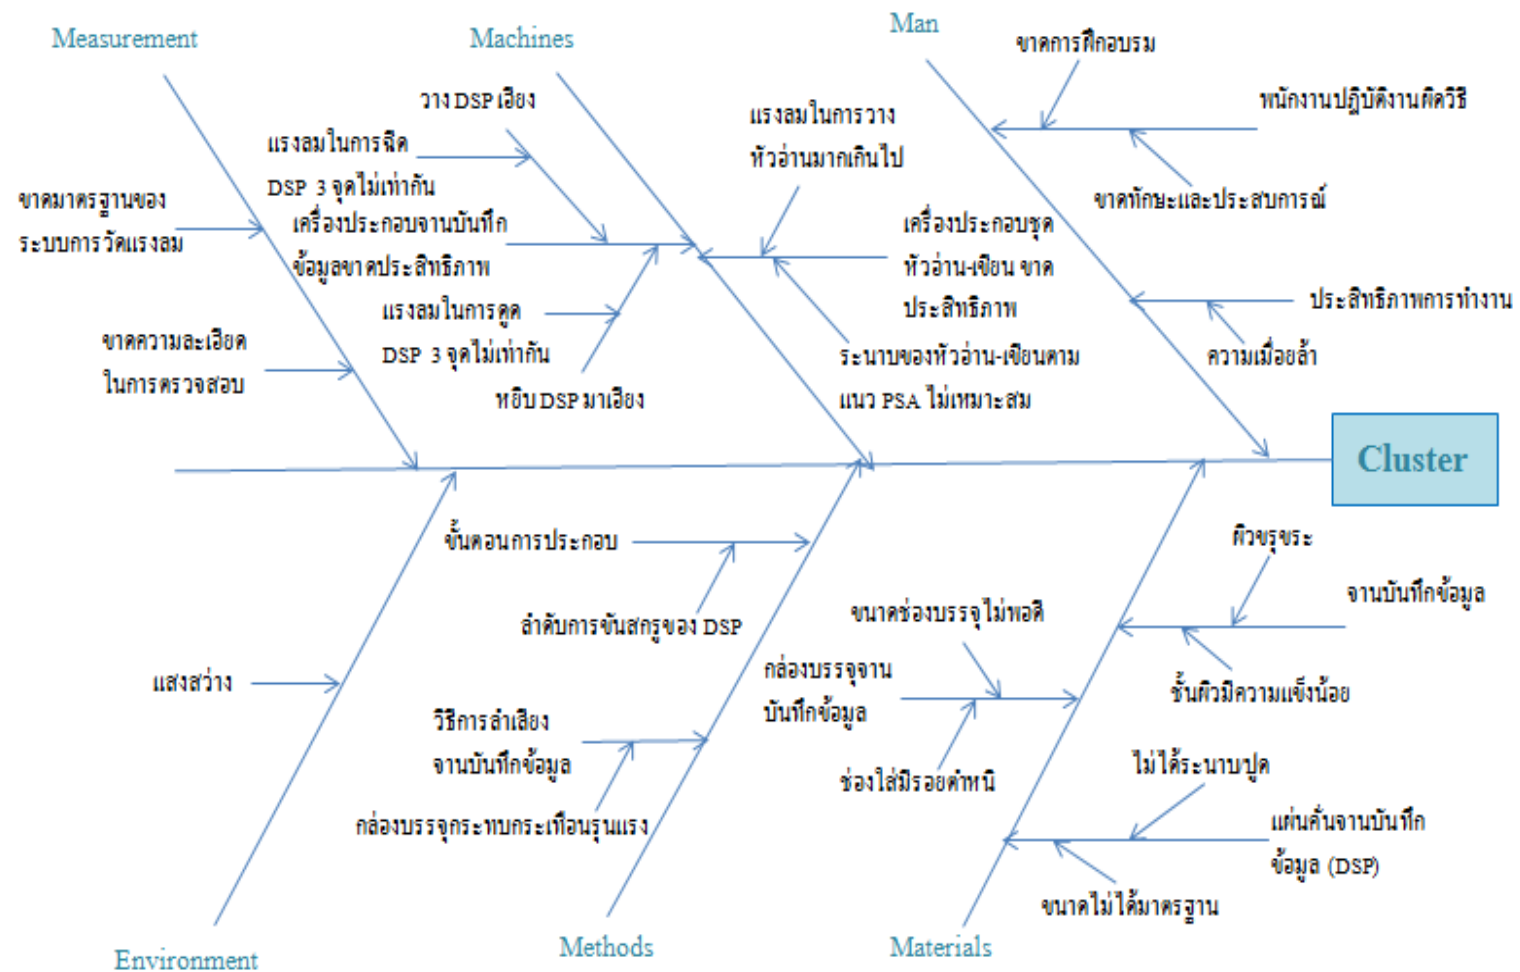 Measurement
Machines
Man
ขาดการฝึกอบรม
พนักงานปฏิบัติงานผิดวิธี
ขาดทักษะและประสบการณ์
ประสิทธิภาพการทำงาน
ความเมื่อยล้า
วาง DSP เอียง
แรงลมในการฉีด
DSP 3 จุดไม่เท่ากัน
เครื่องประกอบจานบันทึก
ข้อมูลขาดประสิทธิภาพ
แรงลมในการดูด
DSP 3 จุดไม่เท่ากัน
หยิบ DSP มาเอียง
แรงลมในการวาง
หัวอ่านมากเกินไป
เครื่องประกอบชุด
หัวอ่าน-เขียน ขาด
ประสิทธิภาพ
ระนาบของหัวอ่าน-เขียนตาม
แนว PSA ไม่เหมาะสม
ขาดมาตรฐานของ
ระบบการวัดแรงลม
ขาดความละเอียด
ในการตรวจสอบ
Cluster
ขั้นตอนการประกอบ
ลำดับการขันสกรูของ DSP
แสงสว่าง
วิธีการลำเลียง
จานบันทึกข้อมูล
กล่องบรรจุกระทบกระเทือนรุนแรง
ผิวขรุขระ
จานบันทึกข้อมูล
ชั้นผิวมีความแข็งน้อย
ขนาดช่องบรรจุไม่พอดี
กล่องบรรจุจาน
บันทึกข้อมูล
ช่องใส่มีรอยตำหนิ
ไม่ได้ระนาบ/ปูด
แผ่นคั่นจานบันทึก
ข้อมูล (DSP)
ขนาดไม่ได้มาตรฐาน
Environment
Methods
Materials